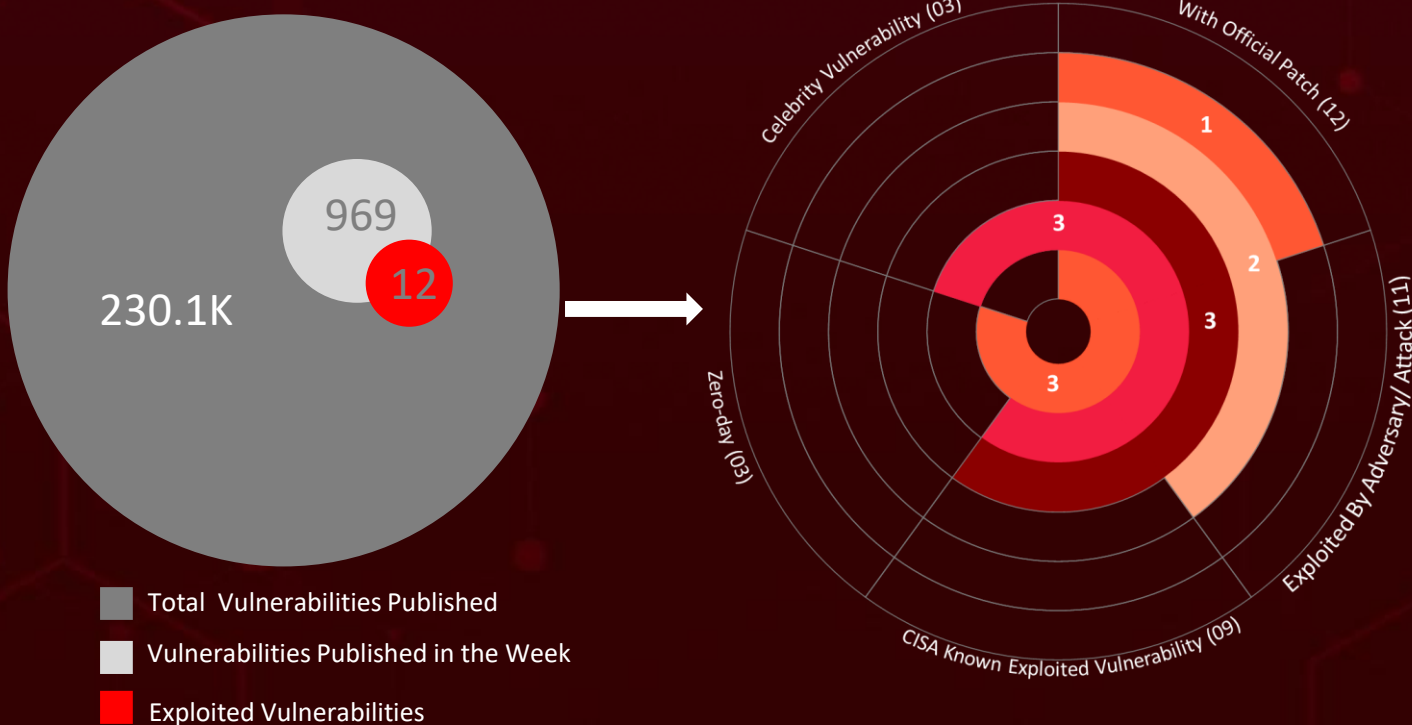 969
12
230.1K
Total Vulnerabilities Published
Vulnerabilities Published in the Week
Exploited Vulnerabilities
Celebrity Vulnerability (03)
With Official Patch (12)
Exploited By Adversary/ Attack (11)
CISA Known Exploited Vulnerability (09)
Zero-day (03)
1
2
3
3
3